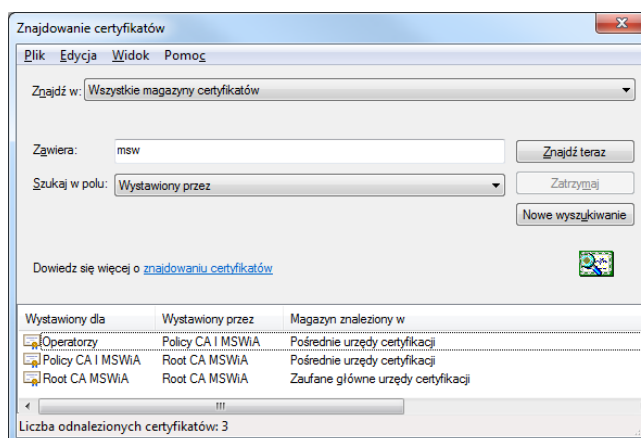 Znajdowanie certyfikatów
Plik Edycja Widok Pomoc
Znajdź w: Wszystkie magazyny certyfikatów
Zawiera: msw Znajdź teraz
Szukaj w polu: Wystawiony przez Zatrzymaj
Nowe wyszukiwanie
Dowiedz się więcej o znajdowaniu certyfikatów
Wystawiony dla Wystawiony przez Magazyn znaleziony w
Operatorzy Policy CA I MSWiA Pośrednie urzędy certyfikacji
Policy CA I MSWiA Root CA MSWiA Pośrednie urzędy certyfikacji
Root CA MSWiA Root CA MSWiA Zaufane główne urzędy certyfikacji
Liczba odnalezionych certyfikatów: 3